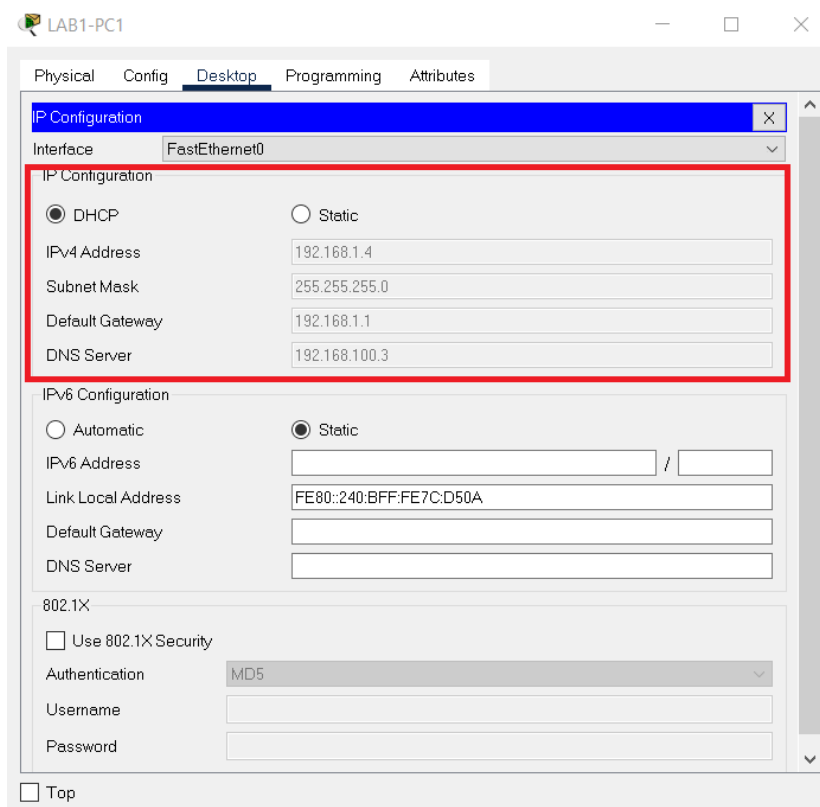 LAB1-PC1
Physical Config Desktop Programming Attributes
IP Configuration X
Interface FastEthernet0
IP Configuration
DHCP Static
IPv4 Address 192.168.1.4
Subnet Mask 255.255.255.0
Default Gateway 192.168.1.1
DNS Server 192.168.100.3
IPv6 Configuration
Automatic Static
IPv6 Address /
Link Local Address FE80::240:BFF:FE7C:D50A
Default Gateway
DNS Server
802.1X
Use 802.1X Security
Authentication MD5
Username
Password
Top